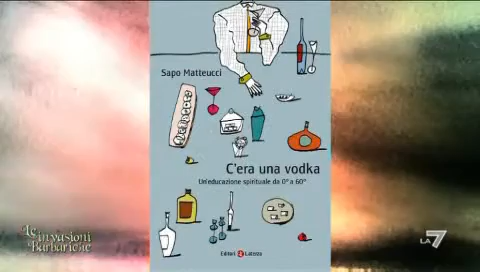 Sapo Matteucci
C'era una vodka
Un'educazione spirituale da 0° a 60°
Editori Laterza
Le
invasioni
Barbariche
LA7